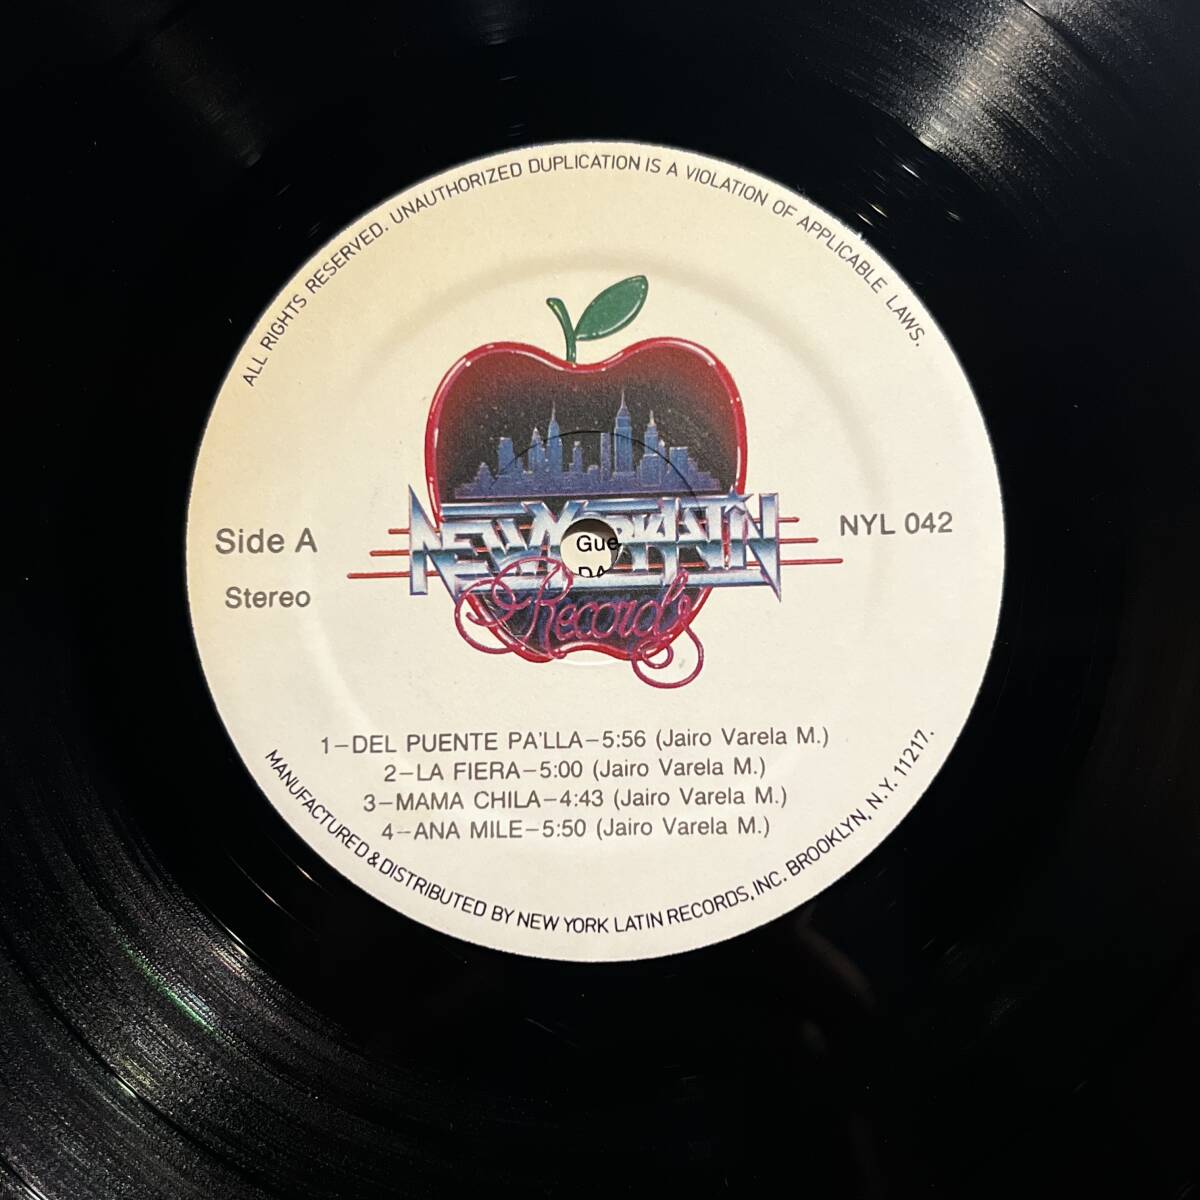 ALL RIGHTS RESERVED. UNAUTHORIZED DUPLICATION IS A VIOLATION OF APPLICABLE LAWS.
NEW YORK LATIN
Records
Side A
Stereo
NYL 042
Gue
1–DEL PUENTE PA'LLA–5:56 (Jairo Varela M.)
2–LA FIERA–5:00 (Jairo Varela M.)
3–MAMA CHILA–4:43 (Jairo Varela M.)
4–ANA MILE–5:50 (Jairo Varela M.)
MANUFACTURED & DISTRIBUTED BY NEW YORK LATIN RECORDS, INC. BROOKLYN, N.Y. 11217.